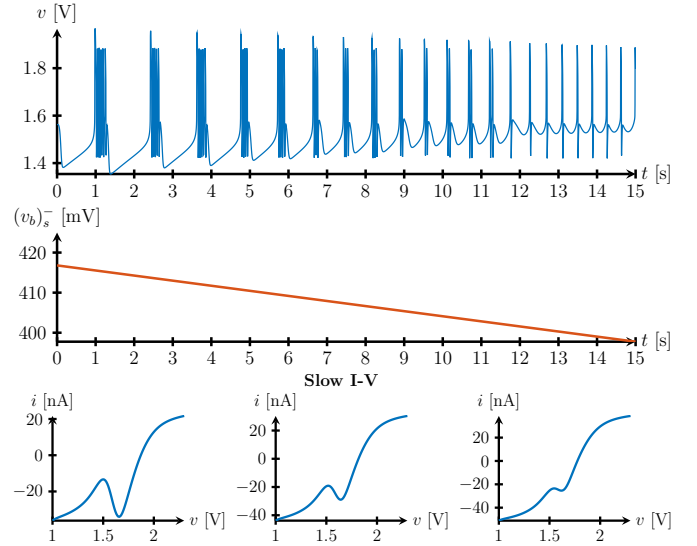 v [V]
1.8
1.6
1.4
0 1 2 3 4 5 6 7 8 9 10 11 12 13 14 15
t [s]
(v_b)_s^- [mV]
420
410
400
0 1 2 3 4 5 6 7 8 9 10 11 12 13 14 15
t [s]
Slow I-V
i [nA]
20
0
−20
1 1.5 2
v [V]
i [nA]
20
0
−20
−40
1 1.5 2
v [V]
i [nA]
20
0
−20
−40
1 1.5 2
v [V]